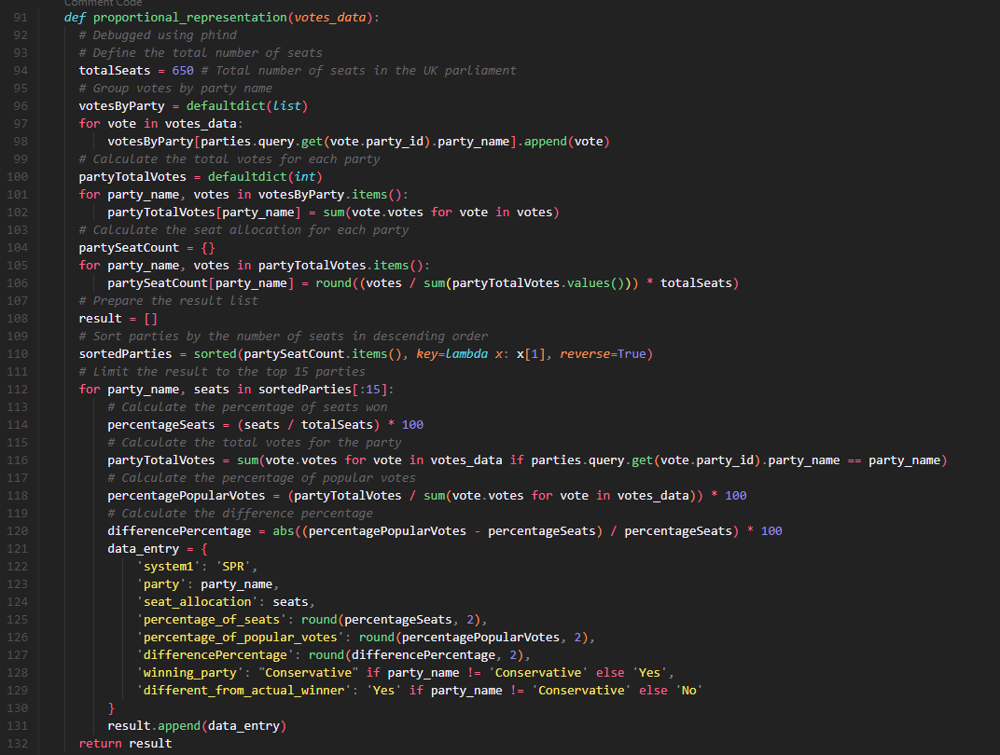 Comment Code
91 def proportional_representation(votes_data):
92 # Debugged using phind
93 # Define the total number of seats
94 totalSeats = 650 # Total number of seats in the UK parliament
95 # Group votes by party name
96 votesByParty = defaultdict(list)
97 for vote in votes_data:
98 votesByParty[parties.query.get(vote.party_id).party_name].append(vote)
99 # Calculate the total votes for each party
100 partyTotalVotes = defaultdict(int)
101 for party_name, votes in votesByParty.items():
102 partyTotalVotes[party_name] = sum(vote.votes for vote in votes)
103 # Calculate the seat allocation for each party
104 partySeatCount = {}
105 for party_name, votes in partyTotalVotes.items():
106 partySeatCount[party_name] = round((votes / sum(partyTotalVotes.values())) * totalSeats)
107 # Prepare the result list
108 result = []
109 # Sort parties by the number of seats in descending order
110 sortedParties = sorted(partySeatCount.items(), key=lambda x: x[1], reverse=True)
111 # Limit the result to the top 15 parties
112 for party_name, seats in sortedParties[:15]:
113 # Calculate the percentage of seats won
114 percentageSeats = (seats / totalSeats) * 100
115 # Calculate the total votes for the party
116 partyTotalVotes = sum(vote.votes for vote in votes_data if parties.query.get(vote.party_id).party_name == party_name)
117 # Calculate the percentage of popular votes
118 percentagePopularVotes = (partyTotalVotes / sum(vote.votes for vote in votes_data)) * 100
119 # Calculate the difference percentage
120 differencePercentage = abs((percentagePopularVotes - percentageSeats) / percentageSeats) * 100
121 data_entry = {
122 'system1': 'SPR',
123 'party': party_name,
124 'seat_allocation': seats,
125 'percentage_of_seats': round(percentageSeats, 2),
126 'percentage_of_popular_votes': round(percentagePopularVotes, 2),
127 'differencePercentage': round(differencePercentage, 2),
128 'winning_party': "Conservative" if party_name != 'Conservative' else 'Yes',
129 'different_from_actual_winner': 'Yes' if party_name != 'Conservative' else 'No'
130 }
131 result.append(data_entry)
132 return result